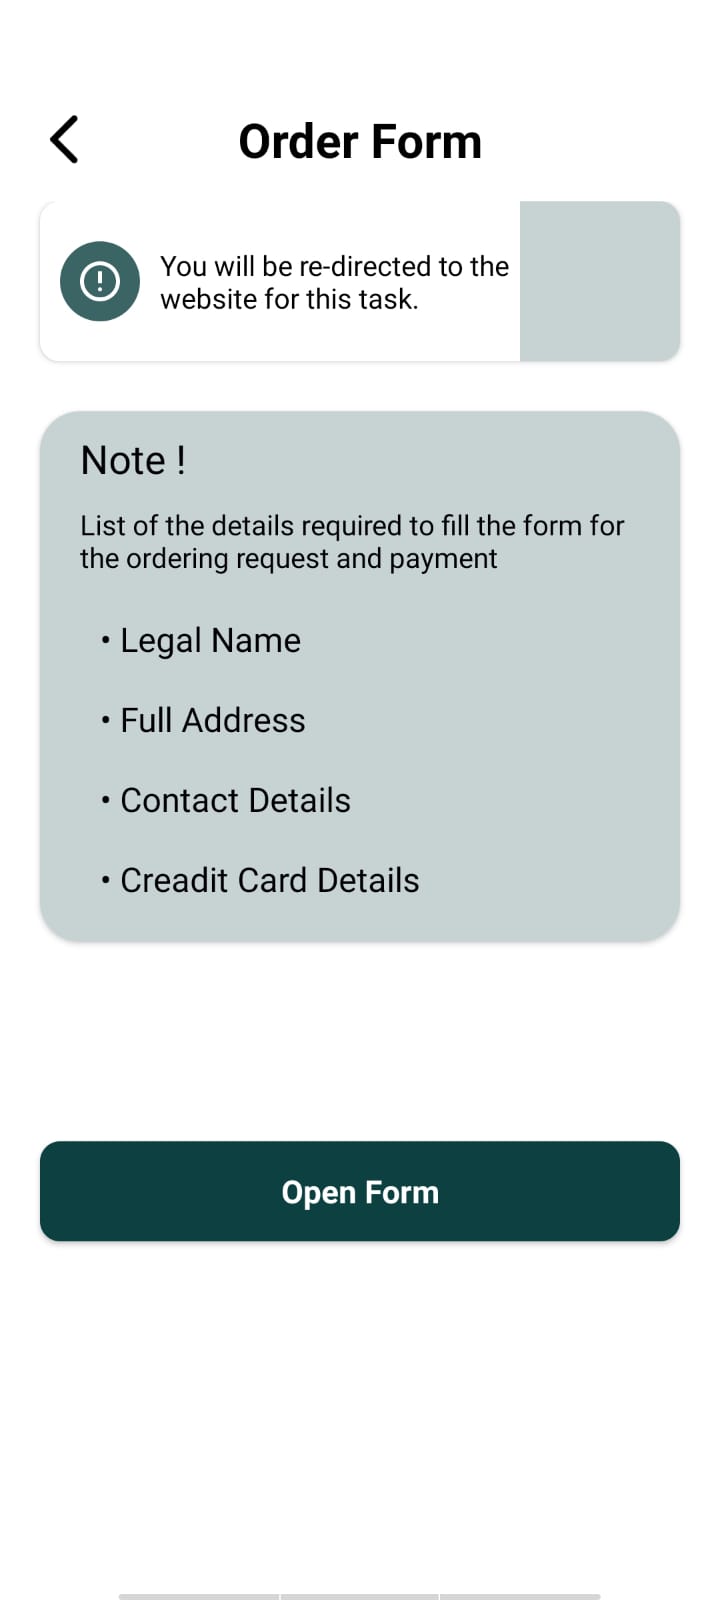 Order Form
You will be re-directed to the
website for this task.
Note !
List of the details required to fill the form for
the ordering request and payment
• Legal Name
• Full Address
• Contact Details
• Creadit Card Details
Open Form